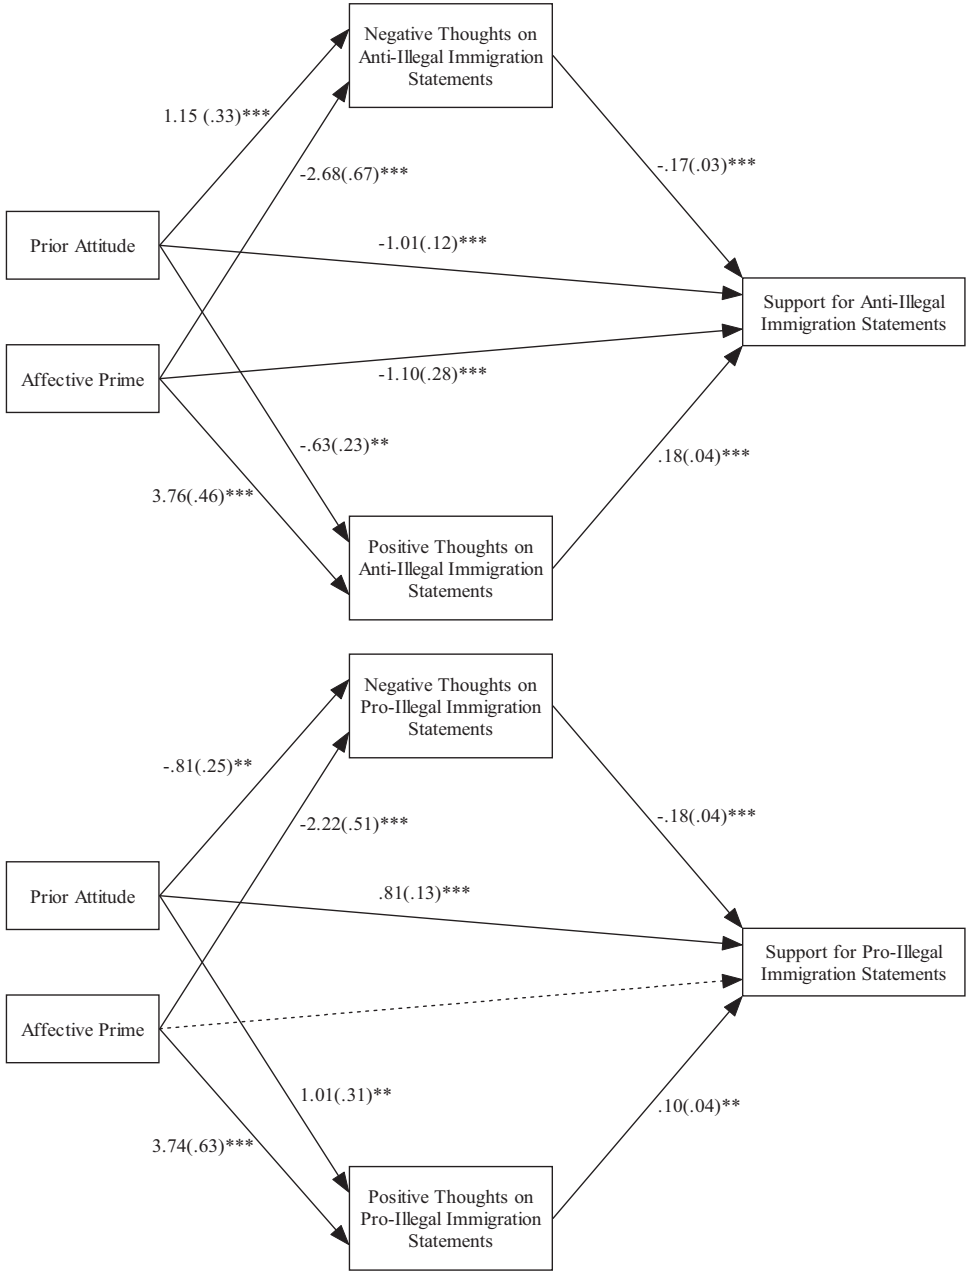 Negative Thoughts on
Anti-Illegal Immigration
Statements
1.15 (.33)***
-2.68(.67)***
-.17(.03)***
Prior Attitude
-1.01(.12)***
Support for Anti-Illegal
Immigration Statements
Affective Prime
-1.10(.28)***
-.63(.23)**
.18(.04)***
3.76(.46)***
Positive Thoughts on
Anti-Illegal Immigration
Statements
Negative Thoughts on
Pro-Illegal Immigration
Statements
-.81(.25)**
-2.22(.51)***
-.18(.04)***
Prior Attitude
.81(.13)***
Support for Pro-Illegal
Immigration Statements
Affective Prime
1.01(.31)**
.10(.04)**
3.74(.63)***
Positive Thoughts on
Pro-Illegal Immigration
Statements